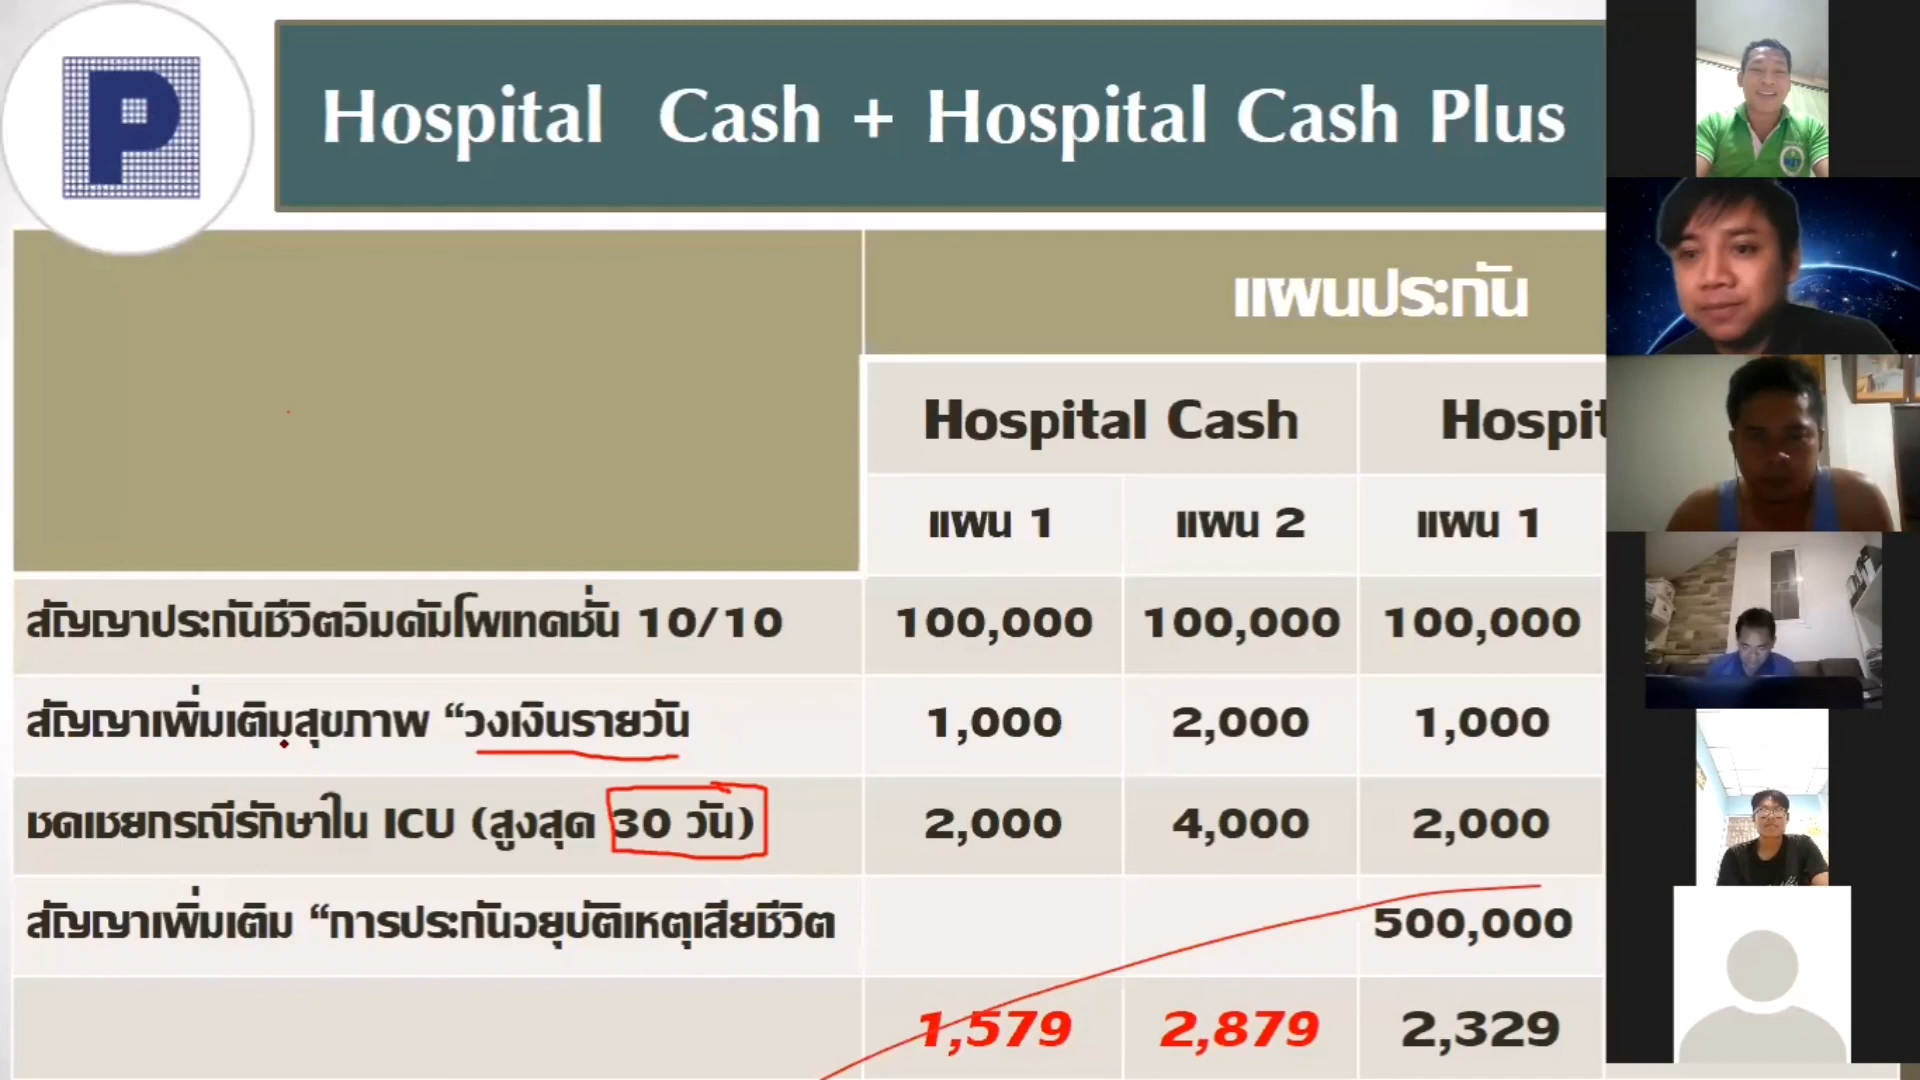 P
Hospital Cash + Hospital Cash Plus
แผนประกัน
Hospital Cash
แผน 1 แผน 2 แผน 1
สัญญาประกันชีวิตอิมดัมโพเทคชั่น 10/10 100,000 100,000 100,000
สัญญาเพิ่มเติมสุขภาพ “วงเงินรายวัน 1,000 2,000 1,000
ชดเชยกรณีรักษาใน ICU (สูงสุด 30 วัน) 2,000 4,000 2,000
สัญญาเพิ่มเติม “การประกันอุยบัติเหตุเสียชีวิต 500,000
1,579 2,879 2,329